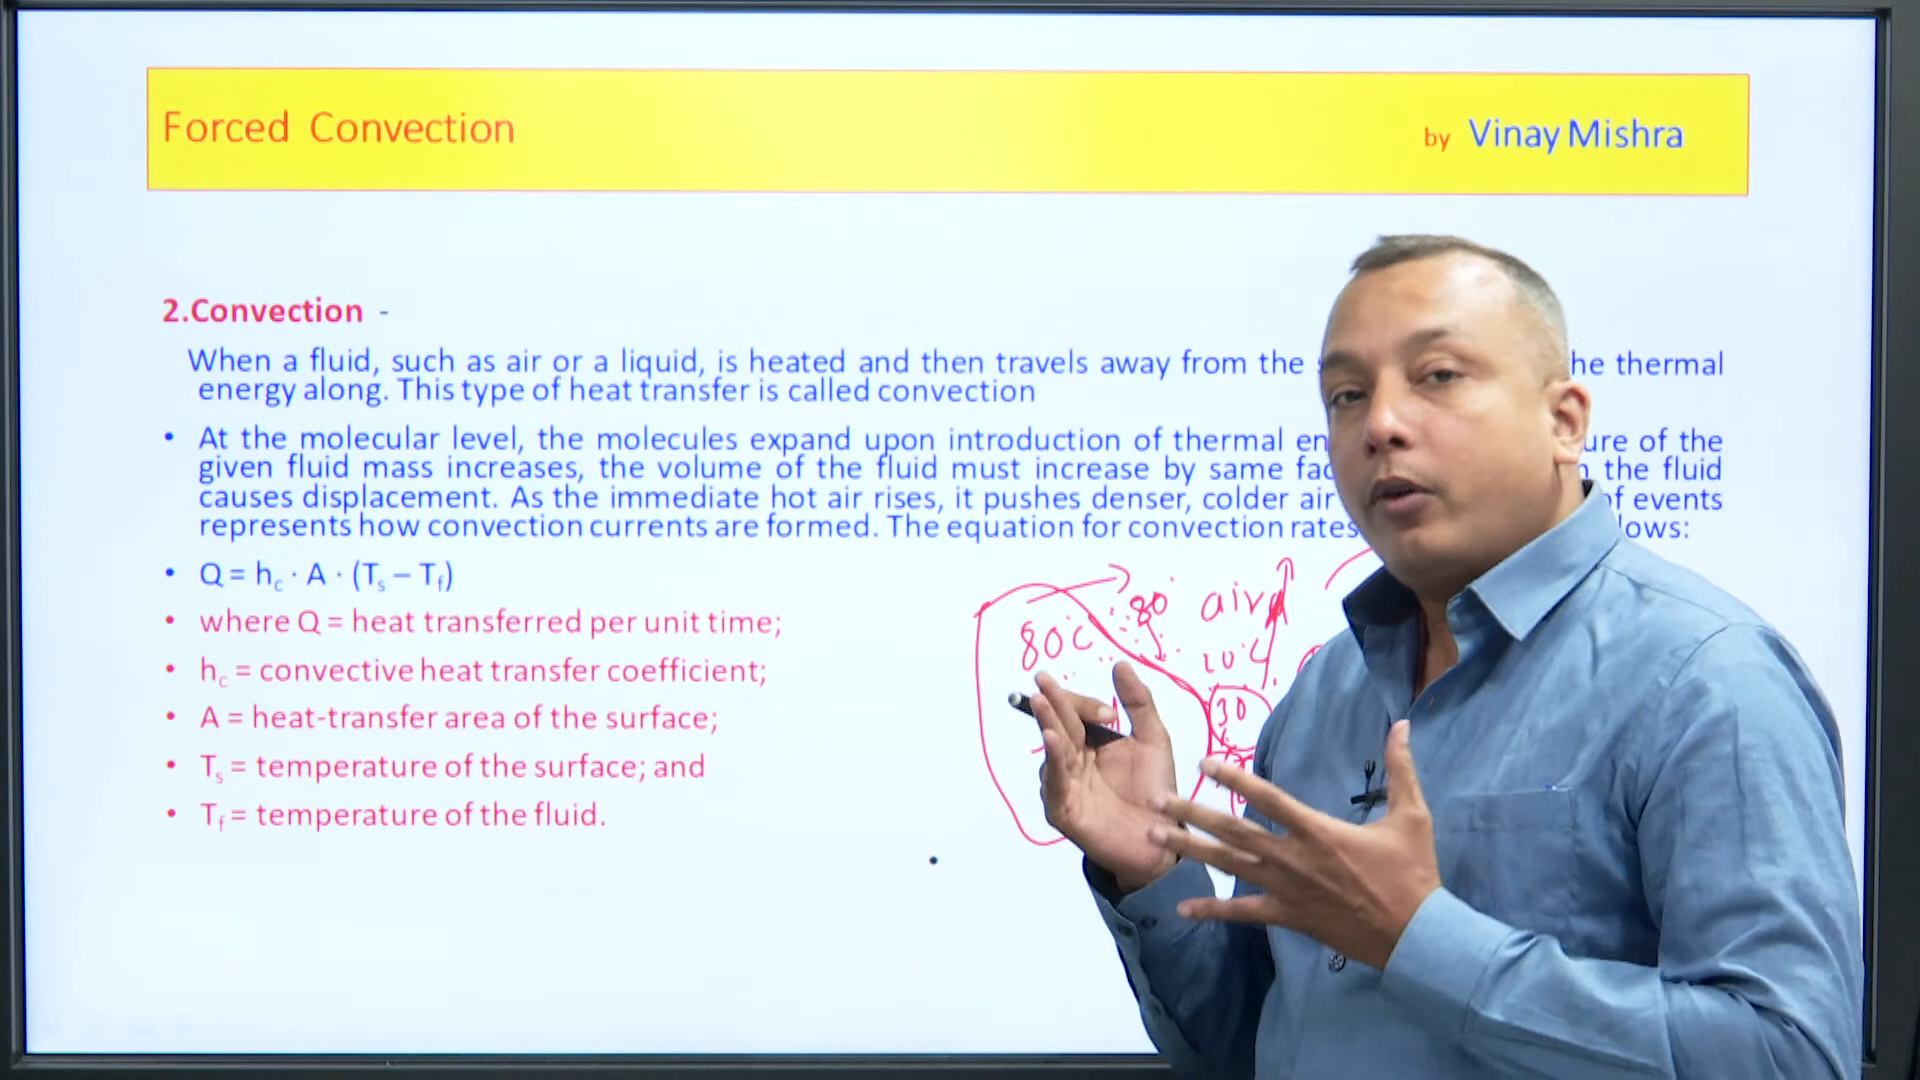 Forced Convection
by Vinay Mishra
2.Convection -
When a fluid, such as air or a liquid, is heated and then travels away from the he thermal
energy along. This type of heat transfer is called convection
• At the molecular level, the molecules expand upon introduction of thermal en ure of the
given fluid mass increases, the volume of the fluid must increase by same fac n the fluid
causes displacement. As the immediate hot air rises, it pushes denser, colder air of events
represents how convection currents are formed. The equation for convection rates lows:
• Q = hc · A · (Ts – Tf)
• where Q = heat transferred per unit time;
• hc = convective heat transfer coefficient;
• A = heat-transfer area of the surface;
• Ts = temperature of the surface; and
• Tf = temperature of the fluid.
80°C
80°
air
30